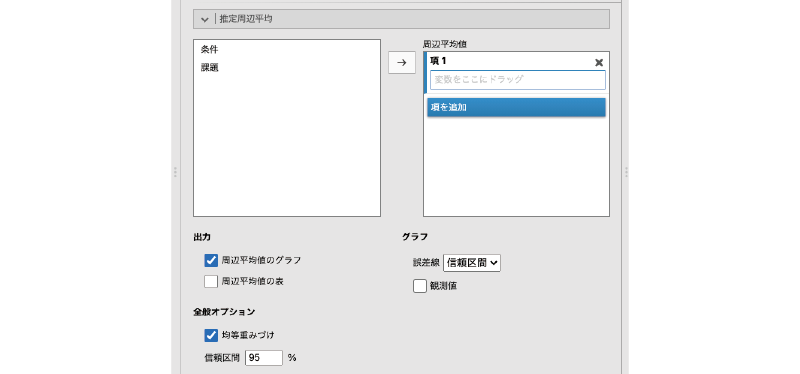 推定周辺平均
条件
課題
→
周辺平均値
項 1
変数をここにドラッグ
項を追加
出力
周辺平均値のグラフ
周辺平均値の表
グラフ
誤差線 信頼区間
観測値
全般オプション
均等重みづけ
信頼区間 95 %